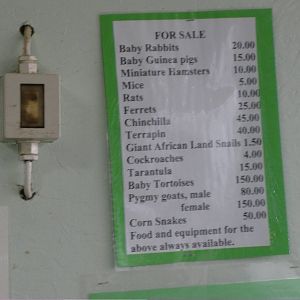 FOR SALE
Baby Rabbits 20.00
Baby Guinea pigs 15.00
Miniature Hamsters 10.00
Mice 5.00
Rats 10.00
Ferrets 25.00
Chinchilla 45.00
Terrapin 40.00
Giant African Land Snails 1.50
Cockroaches 4.00
Tarantula 15.00
Baby Tortoises 150.00
Pygmy goats, male 80.00
female 150.00
Corn Snakes 50.00
Food and equipment for the
above always available.